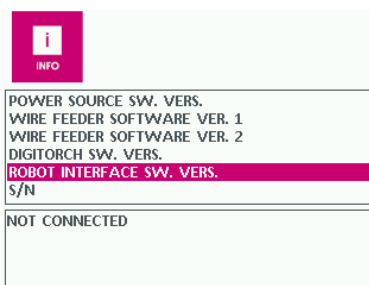 i
INFO
POWER SOURCE SW. VERS.
WIRE FEEDER SOFTWARE VER. 1
WIRE FEEDER SOFTWARE VER. 2
DIGITORCH SW. VERS.
ROBOT INTERFACE SW. VERS.
S/N
NOT CONNECTED